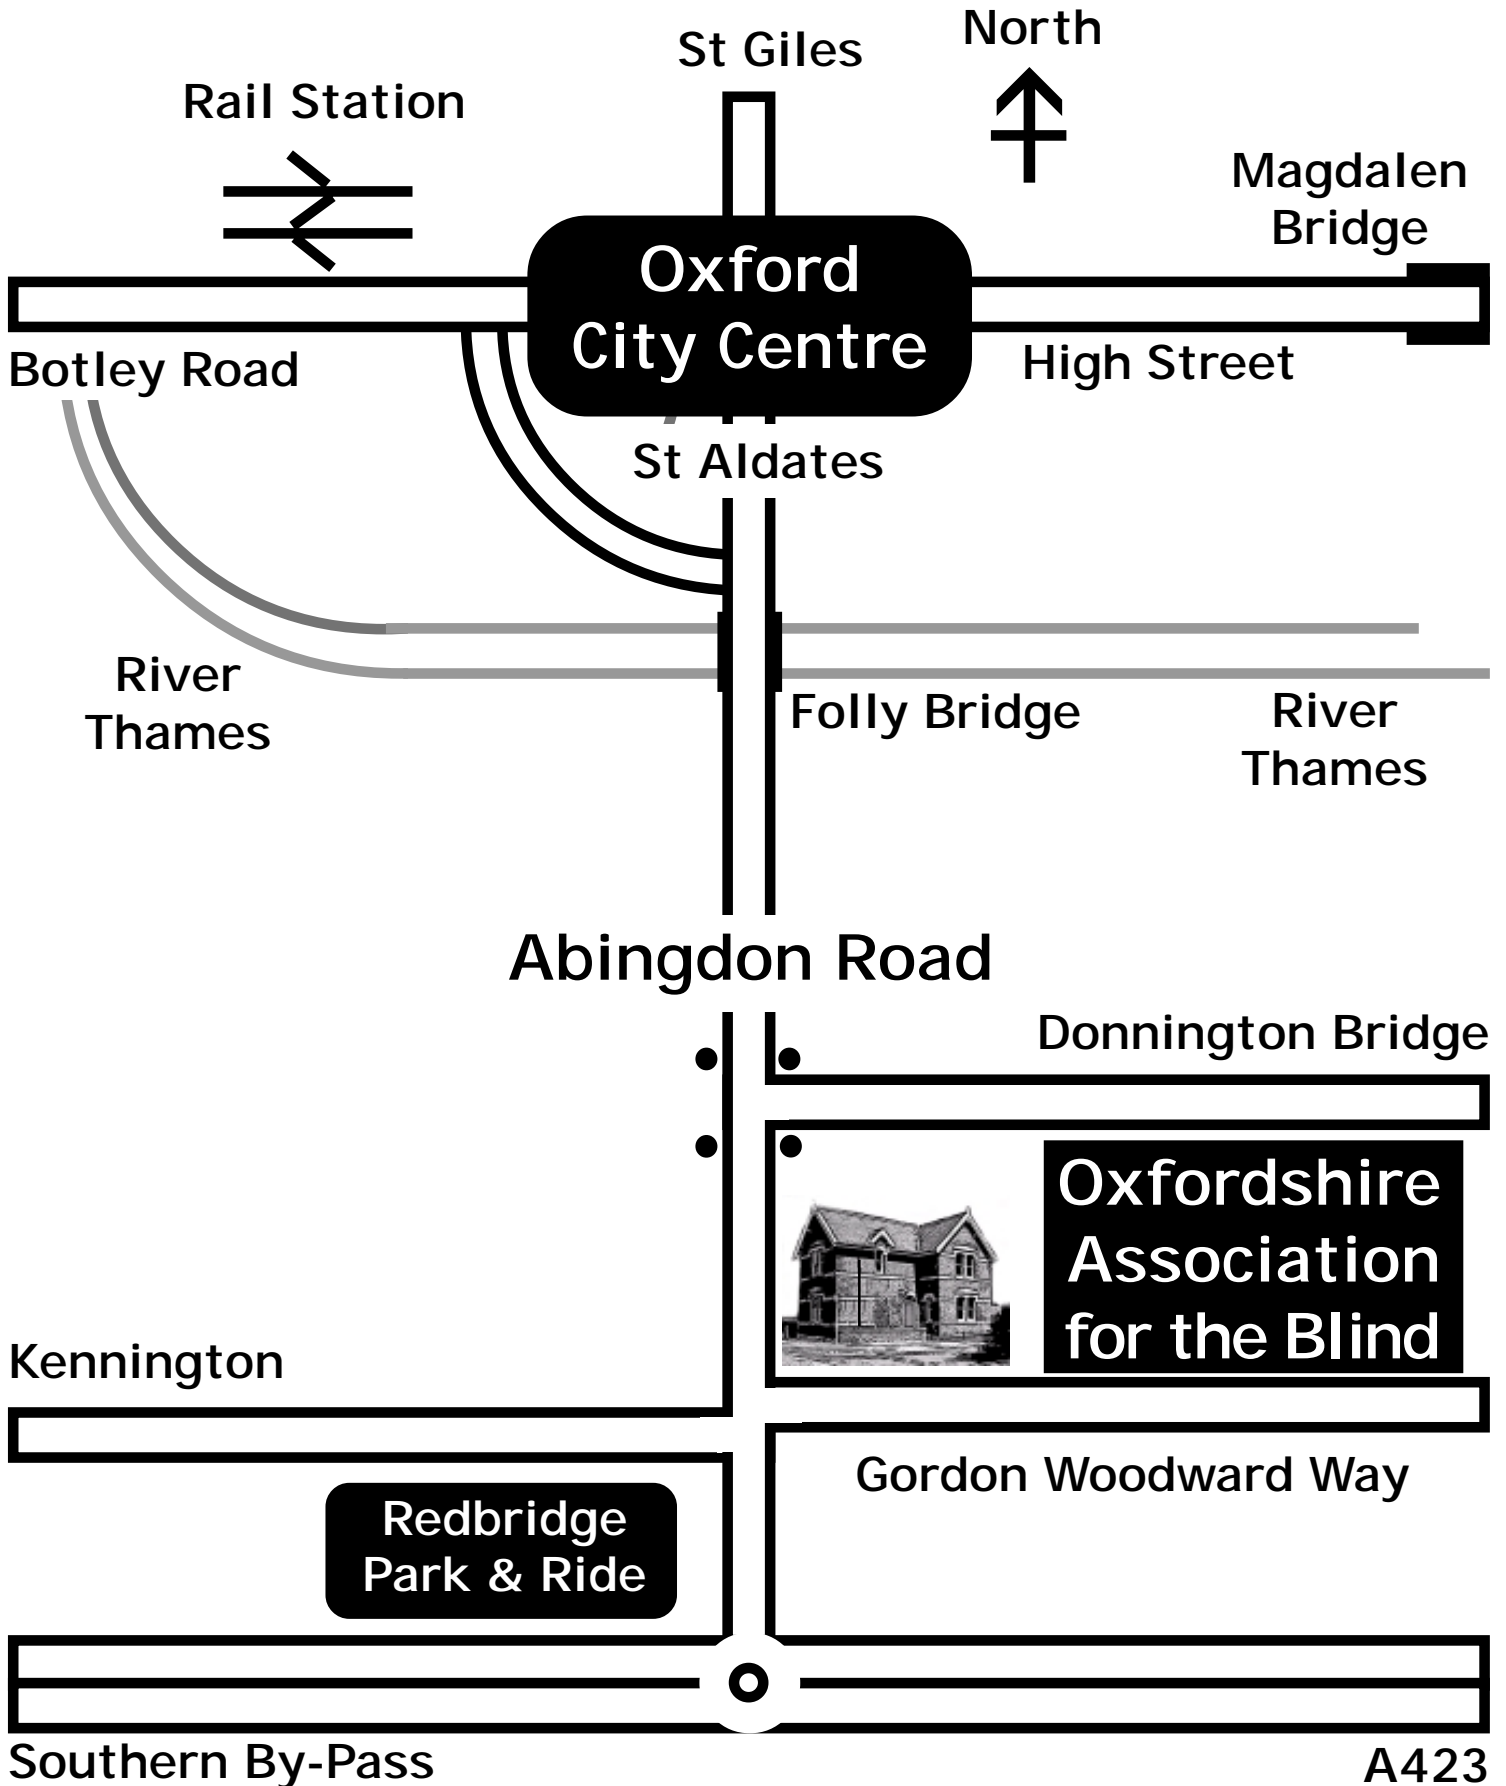 North
St Giles
Rail Station
Magdalen
Bridge
Oxford
City Centre
Botley Road
High Street
St Aldates
River
Thames
Folly Bridge
River
Thames
Abingdon Road
Donnington Bridge
Oxfordshire
Association
for the Blind
Kennington
Gordon Woodward Way
Redbridge
Park & Ride
Southern By-Pass
A423